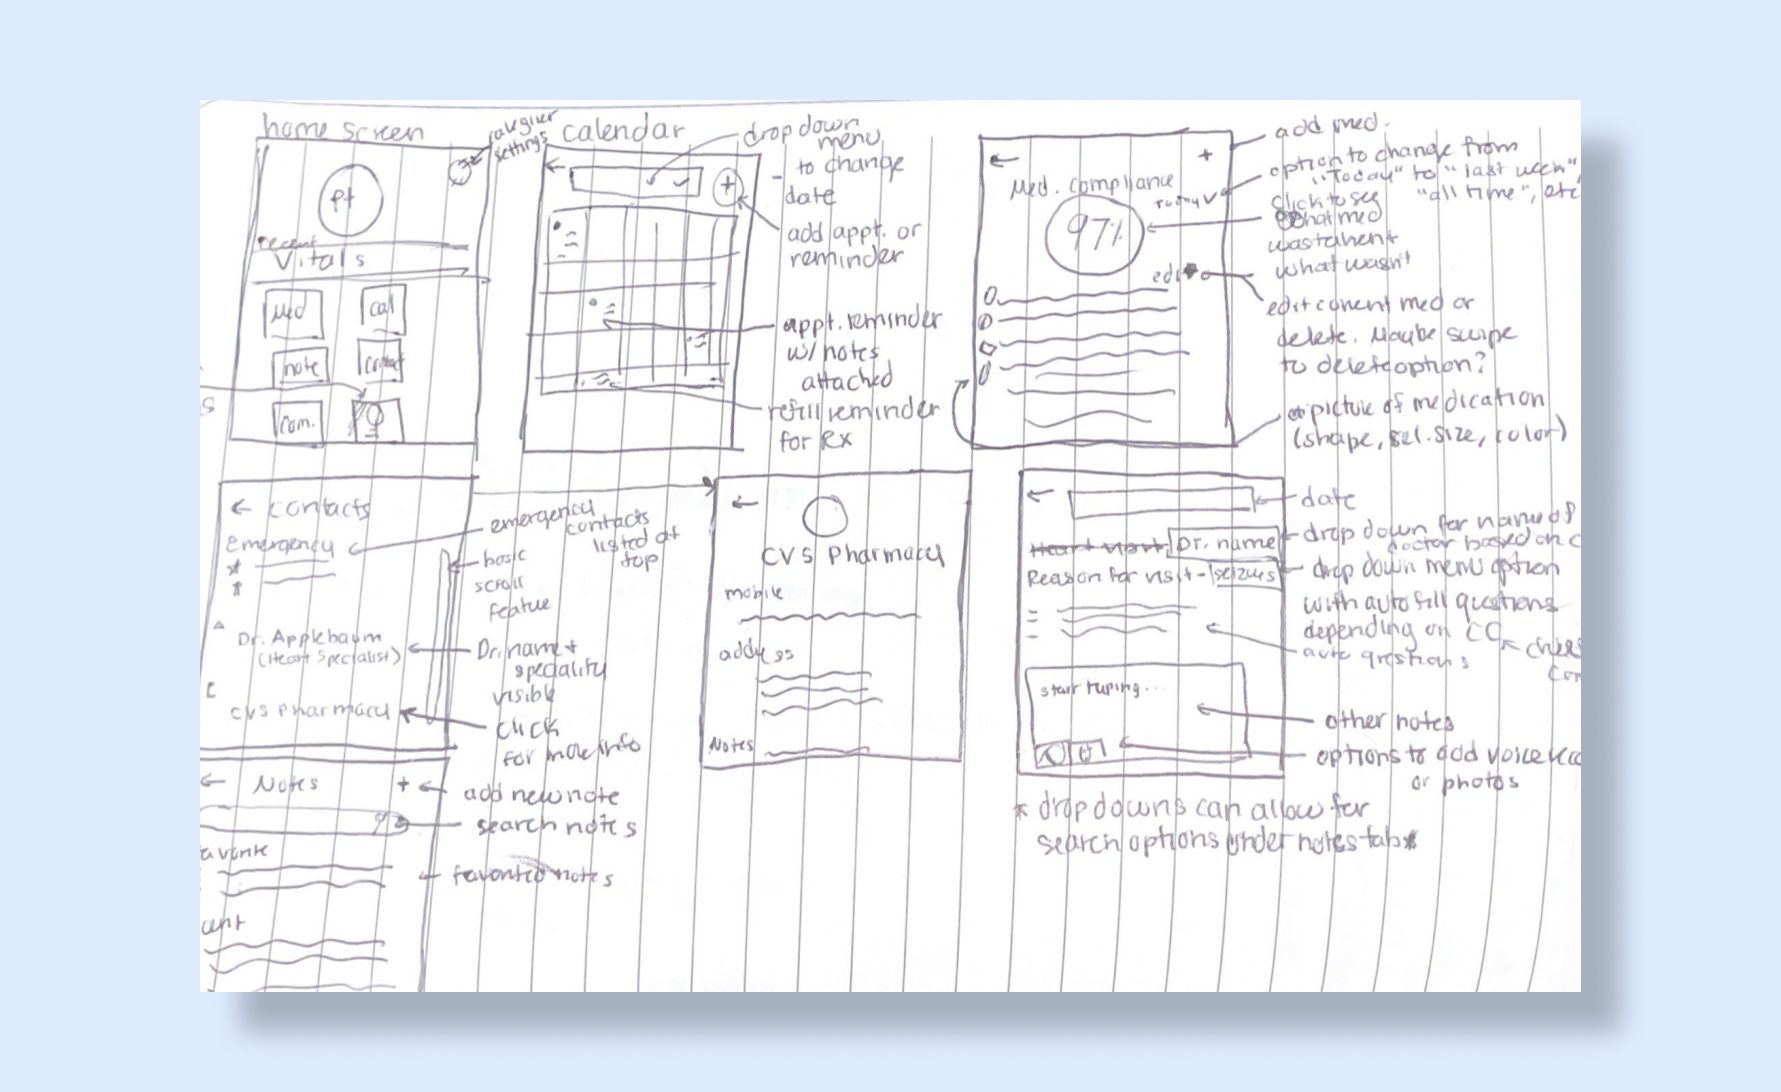 home screen
caregiver
settings
pt
recent
Vitals
Med
cal
note
contact
com.
S
calendar
drop down
menu
to change
date
+
add appt. or
reminder
appt. reminder
w/ notes
attached
refill reminder
for Rx
+
Med. compliance
Today
97%
edit
add med.
option to change from
"Today" to "last week",
"all time", etc
click to see
what med
was taken +
what wasn't
edit current med or
delete. Maybe swipe
to delete option?
picture of medication
(shape, size, color)
← contacts
Emergency
A
Dr. Applebaum
(Heart Specialist)
C
CVS Pharmacy
emergency
contacts
listed at
top
basic
scroll
feature
Dr. name +
speciality
visible
click
for more info
← Notes +
add new note
search notes
avorite
favorited notes
cent
←
CVS Pharmacy
mobile
address
Notes
←
Dr. name
Reason for visit - seizures
start typing...
date
drop down for name of
doctor based on c
drop down menu option
with autofill questions
depending on CC
auto questions
other notes
options to add voice
or photos
* drop downs can allow for
search options under notes tab *